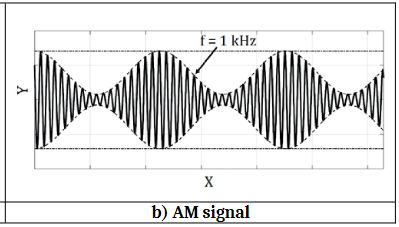 f = 1 kHz
Y
X
b) AM signal